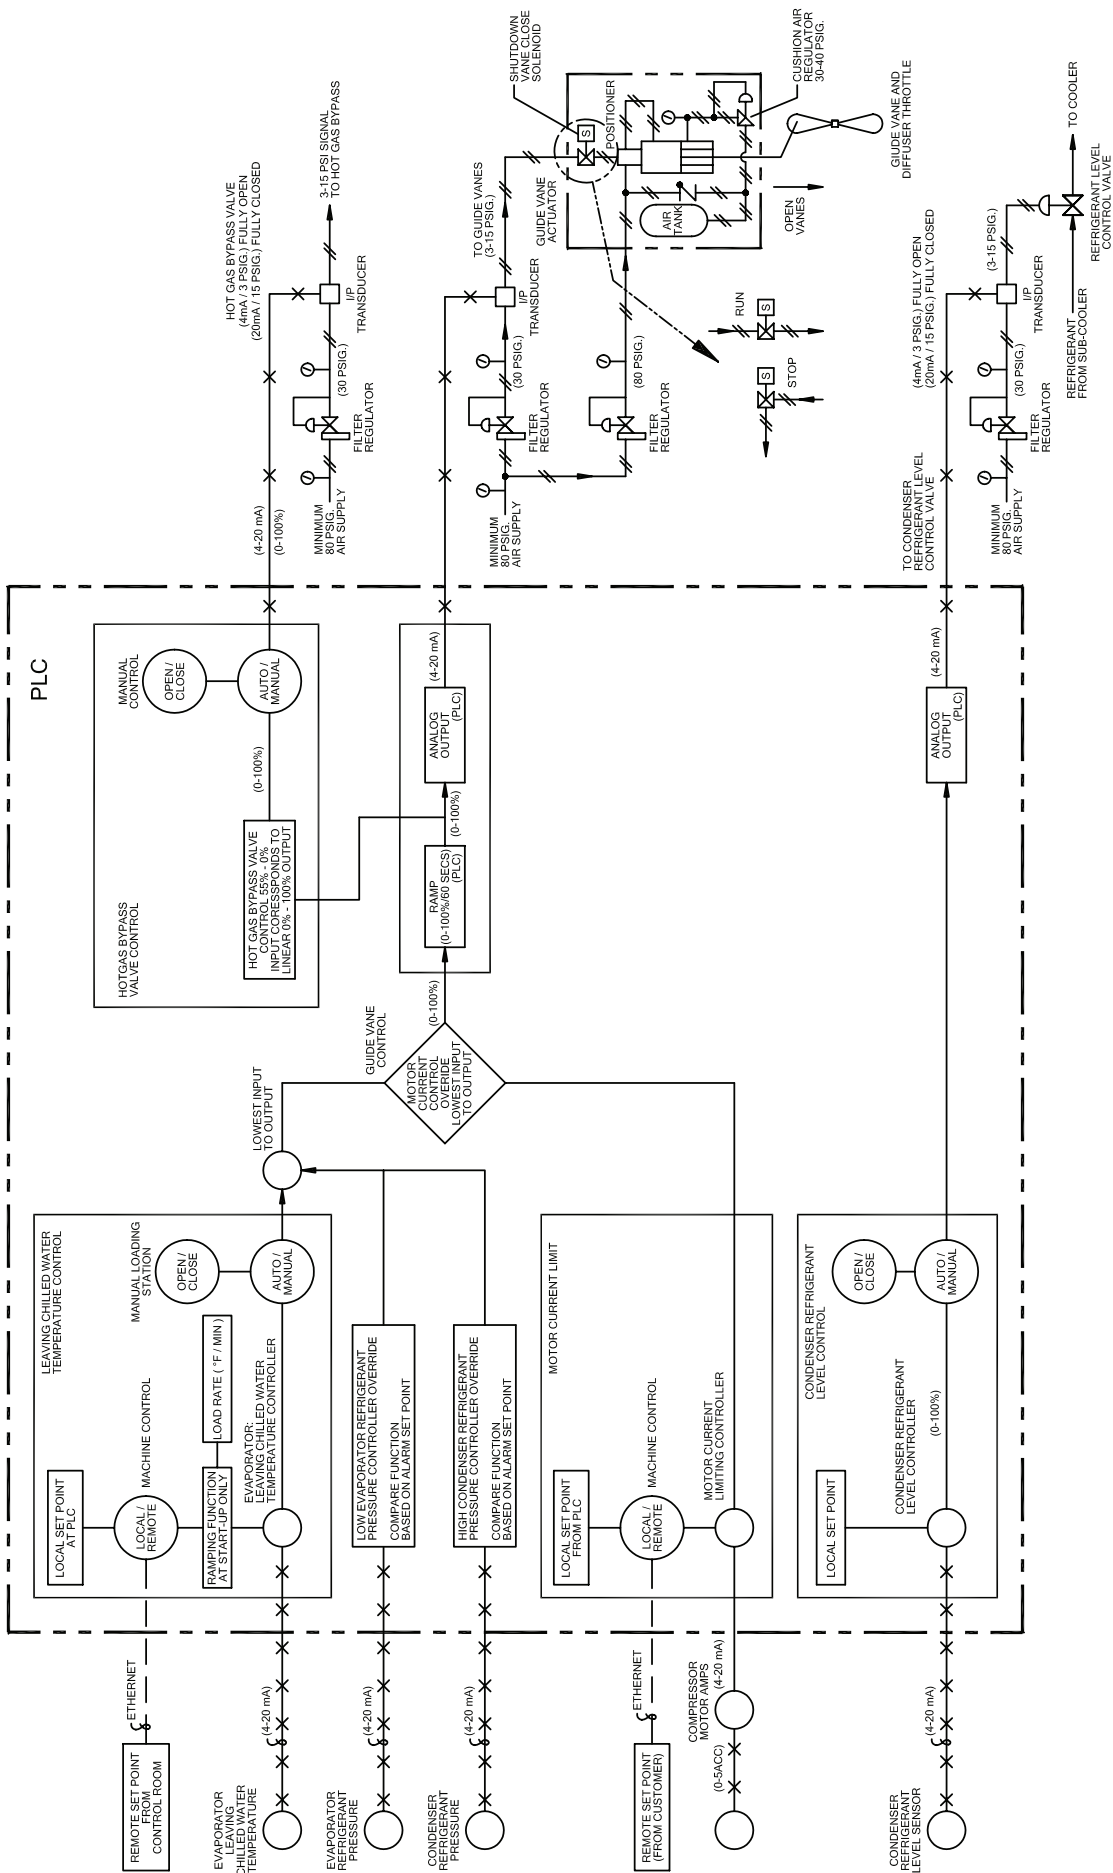 PLC
REMOTE SET POINT
FROM
CONTROL ROOM
ETHERNET
EVAPORATOR
LEAVING
CHILLED WATER
TEMPERATURE
(4-20 mA)
EVAPORATOR
REFRIGERANT
PRESSURE
(4-20 mA)
CONDENSER
REFRIGERANT
PRESSURE
(4-20 mA)
REMOTE SET POINT
(FROM CUSTOMER)
ETHERNET
(0-5ACC)
COMPRESSOR
MOTOR AMPS
(4-20 mA)
CONDENSER
REFRIGERANT
LEVEL SENSOR
(4-20 mA)
LEAVING CHILLED WATER
TEMPERATURE CONTROL
LOCAL SET POINT
AT PLC
MACHINE CONTROL
LOCAL /
REMOTE
RAMPING FUNCTION
AT START-UP ONLY
LOAD RATE ( °F / MIN )
EVAPORATOR:
LEAVING CHILLED WATER
TEMPERATURE CONTROLLER
MANUAL LOADING
STATION
OPEN /
CLOSE
AUTO /
MANUAL
LOWEST INPUT
TO OUTPUT
LOW EVAPORATOR REFRIGERANT
PRESSURE CONTROLLER OVERRIDE
COMPARE FUNCTION
BASED ON ALARM SET POINT
HIGH CONDENSER REFRIGERANT
PRESSURE CONTROLLER OVERRIDE
COMPARE FUNCTION
BASED ON ALARM SET POINT
MOTOR CURRENT LIMIT
LOCAL SET POINT
FROM PLC
MACHINE CONTROL
LOCAL /
REMOTE
MOTOR CURRENT
LIMITING CONTROLLER
CONDENSER REFRIGERANT
LEVEL CONTROL
LOCAL SET POINT
CONDENSER REFRIGERANT
LEVEL CONTROLLER
(0-100%)
OPEN /
CLOSE
AUTO /
MANUAL
GUIDE VANE
CONTROL
MOTOR
CURRENT
CONTROL
OVERRIDE
LOWEST INPUT
TO OUTPUT
(0-100%)
RAMP
(0-100%/60 SECS)
(PLC)
(0-100%)
ANALOG
OUTPUT
(PLC)
(4-20 mA)
HOTGAS BYPASS
VALVE CONTROL
HOT GAS BYPASS VALVE
CONTROL 55% - 0%
INPUT CORESSPONDS TO
LINEAR 0% - 100% OUTPUT
(0-100%)
MANUAL
CONTROL
OPEN /
CLOSE
AUTO /
MANUAL
ANALOG
OUTPUT
(PLC)
(4-20 mA)
(4-20 mA)
(0-100%)
HOT GAS BYPASS VALVE
(4mA / 3 PSIG.) FULLY OPEN
(20mA / 15 PSIG.) FULLY CLOSED
MINIMUM
80 PSIG.
AIR SUPPLY
FILTER
REGULATOR
(30 PSIG.)
I/P
TRANSDUCER
3-15 PSI SIGNAL
TO HOT GAS BYPASS
MINIMUM
80 PSIG.
AIR SUPPLY
FILTER
REGULATOR
(30 PSIG.)
I/P
TRANSDUCER
TO GUIDE VANES
(3-15 PSIG.)
FILTER
REGULATOR
(80 PSIG.)
GUIDE VANE
ACTUATOR
SHUTDOWN
VANE CLOSE
SOLENOID
S
POSITIONER
AIR
TANK
CUSHION AIR
REGULATOR
30-40 PSIG.
OPEN
VANES
GIUDE VANE AND
DIFFUSER THROTTLE
RUN
S
STOP
S
TO CONDENSER
REFRIGERANT LEVEL
CONTROL VALVE
(4mA / 3 PSIG.) FULLY OPEN
(20mA / 15 PSIG.) FULLY CLOSED
MINIMUM
80 PSIG.
AIR SUPPLY
FILTER
REGULATOR
(30 PSIG.)
I/P
TRANSDUCER
(3-15 PSIG.)
REFRIGERANT
FROM SUB-COOLER
REFRIGERANT LEVEL
CONTROL VALVE
TO COOLER